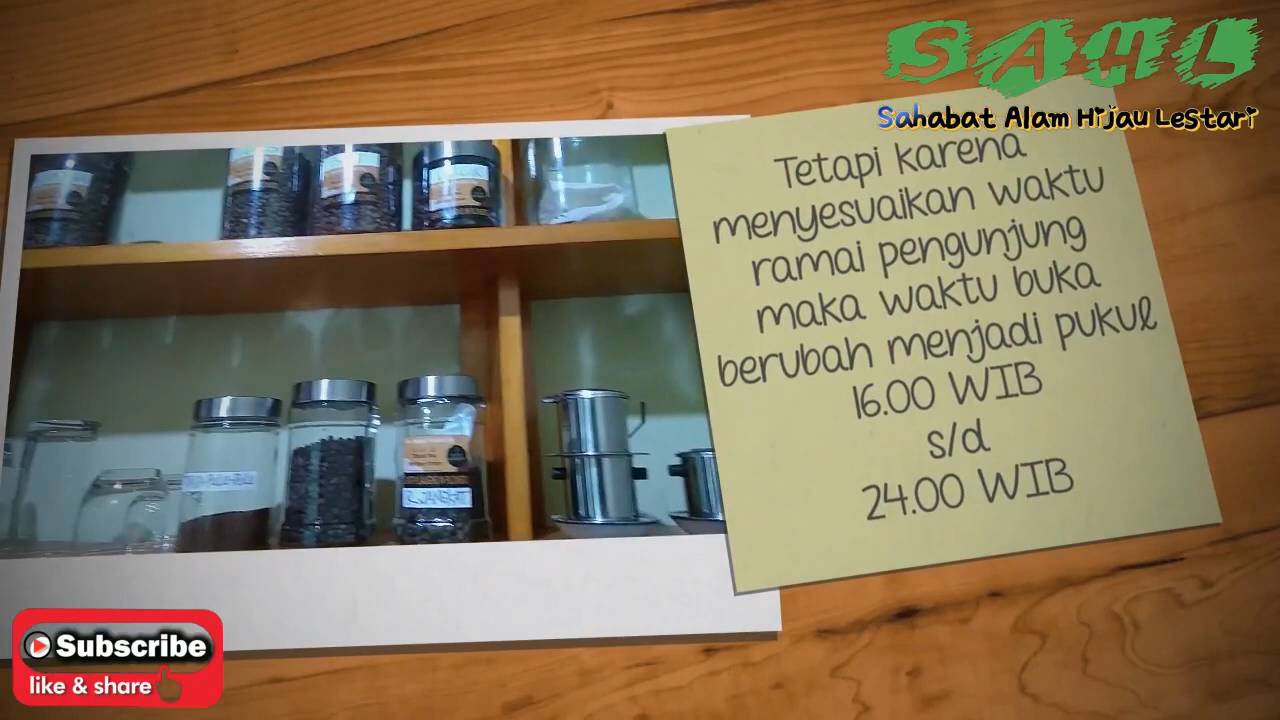 SAHL
Sahabat Alam Hijau Lestari
Tetapi karena
menyesuaikan waktu
ramai pengunjung
maka waktu buka
berubah menjadi pukul
16.00 WIB
s/d
24.00 WIB
Subscribe
like & share